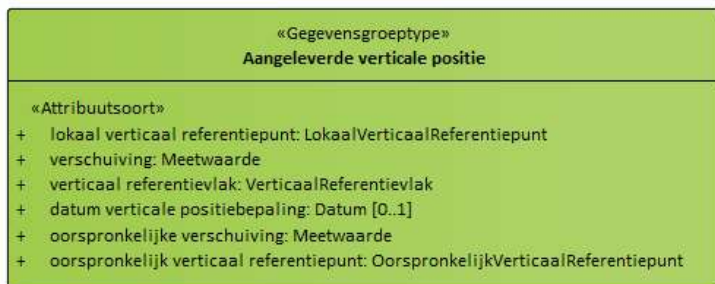 «Gegevensgroeptype»
Aangeleverde verticale positie
«Attribuutsoort»
+ lokaal verticaal referentiepunt: LokaalVerticaalReferentiepunt
+ verschuiving: Meetwaarde
+ verticaal referentievlak: VerticaalReferentievlak
+ datum verticale positiebepaling: Datum [0..1]
+ oorspronkelijke verschuiving: Meetwaarde
+ oorspronkelijk verticaal referentiepunt: OorspronkelijkVerticaalReferentiepunt